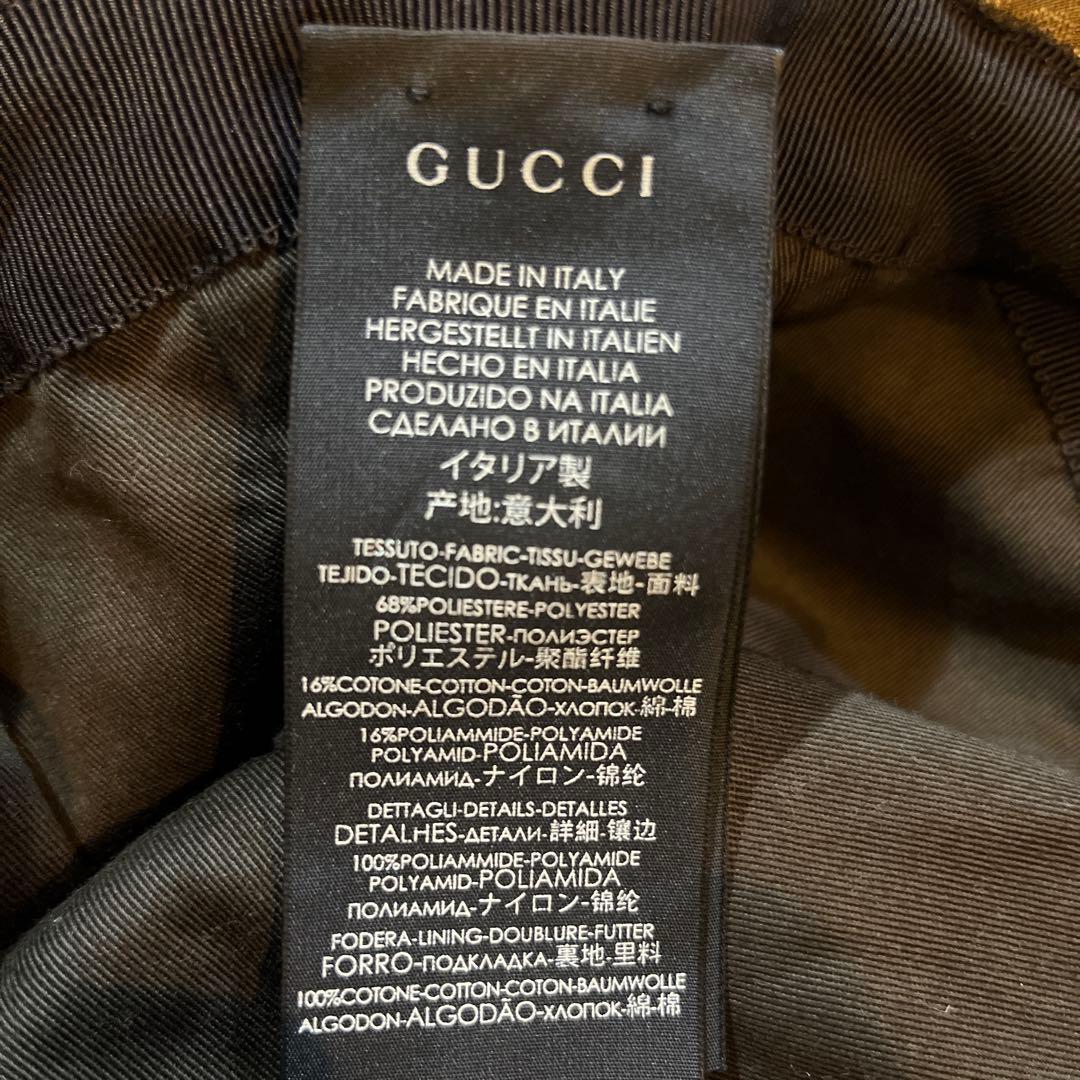 GUCCI
MADE IN ITALY
FABRIQUE EN ITALIE
HERGESTELLT IN ITALIEN
HECHO EN ITALIA
PRODUZIDO NA ITALIA
СДЕЛАНО В ИТАЛИИ
イタリア製
产地:意大利
TESSUTO-FABRIC-TISSU-GEWEBE
TEJIDO-TECIDO-ТКАНЬ-表地-面料
68%POLIESTERE-POLYESTER
POLIESTER-ПОЛИЭСТЕР
ポリエステル-聚酯纤维
16%COTONE-COTTON-COTON-BAUMWOLLE
ALGODON-ALGODÃO-ХЛОПОК-綿-棉
16%POLIAMMIDE-POLYAMIDE
POLYAMID-POLIAMIDA
ПОЛИАМИД-ナイロン-锦纶
DETTAGLI-DETAILS-DETALLES
DETALHES-ДЕТАЛИ-詳細-镶边
100%POLIAMMIDE-POLYAMIDE
POLYAMID-POLIAMIDA
ПОЛИАМИД-ナイロン-锦纶
FODERA-LINING-DOUBLURE-FUTTER
FORRO-ПОДКЛАДКА-裏地-里料
100%COTONE-COTTON-COTON-BAUMWOLLE
ALGODON-ALGODÃO-ХЛОПОК-綿-棉